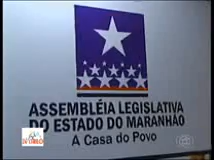 ASSEMBLÉIA LEGISLATIVA
DO ESTADO DO MARANHÃO
A Casa do Povo